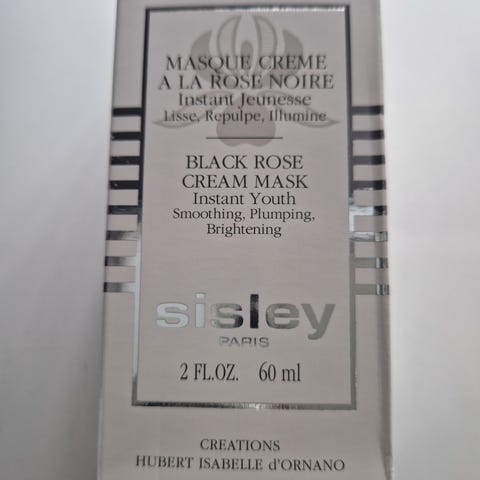 MASQUE CREME
A LA ROSE NOIRE
Instant Jeunesse
Lisse, Repulpe, Illumine
BLACK ROSE
CREAM MASK
Instant Youth
Smoothing, Plumping,
Brightening
sisley
PARIS
2 FL.OZ. 60 ml
CREATIONS
HUBERT ISABELLE d'ORNANO